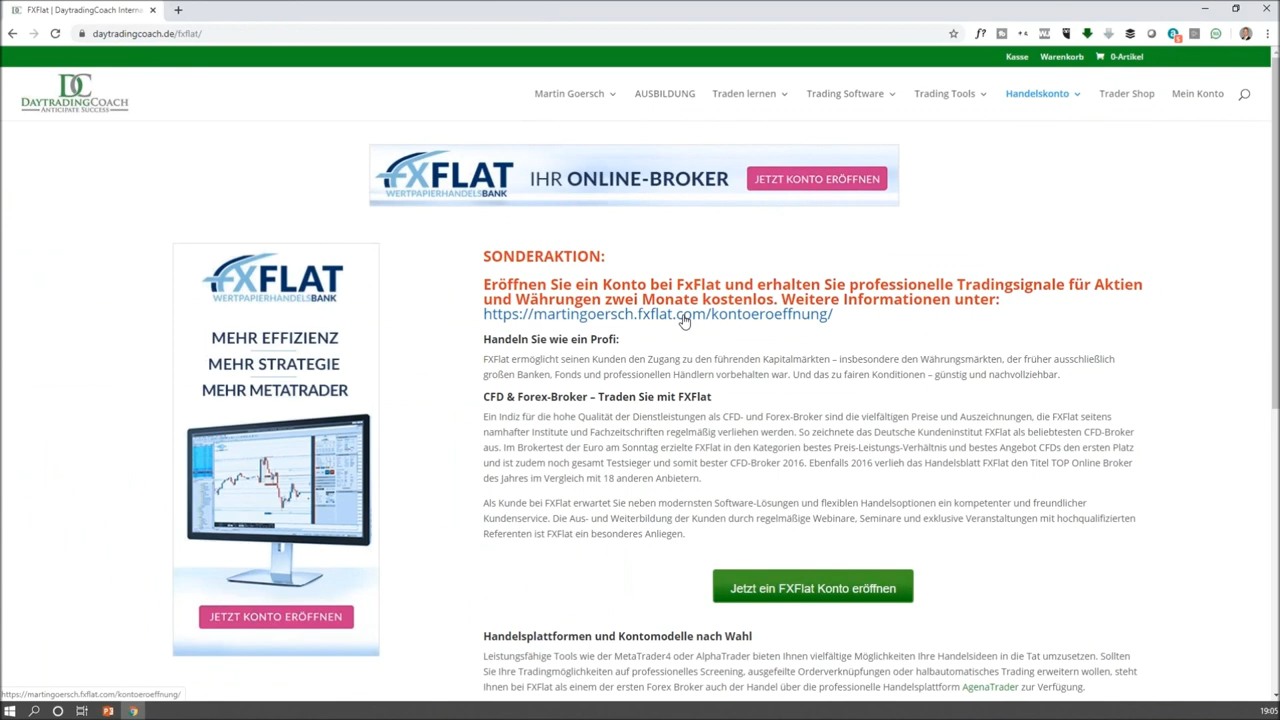 FXFlat | DaytradingCoach Interna
daytradingcoach.de/fxflat/
Kasse Warenkorb 0-Artikel
DC
DAYTRADINGCOACH
ANTICIPATE SUCCESS
Martin Goersch AUSBILDUNG Traden lernen Trading Software Trading Tools Handelskonto Trader Shop Mein Konto
FXFLAT
WERTPAPIERHANDELSBANK
IHR ONLINE-BROKER
JETZT KONTO ERÖFFNEN
FXFLAT
WERTPAPIERHANDELSBANK
MEHR EFFIZIENZ
MEHR STRATEGIE
MEHR METATRADER
JETZT KONTO ERÖFFNEN
SONDERAKTION:
Eröffnen Sie ein Konto bei FxFlat und erhalten Sie professionelle Tradingsignale für Aktien
und Währungen zwei Monate kostenlos. Weitere Informationen unter:
https://martingoersch.fxflat.com/kontoeroeffnung/
Handeln Sie wie ein Profi:
FXFlat ermöglicht seinen Kunden den Zugang zu den führenden Kapitalmärkten – insbesondere den Währungsmärkten, der früher ausschließlich
großen Banken, Fonds und professionellen Händlern vorbehalten war. Und das zu fairen Konditionen – günstig und nachvollziehbar.
CFD & Forex-Broker – Traden Sie mit FXFlat
Ein Indiz für die hohe Qualität der Dienstleistungen als CFD- und Forex-Broker sind die vielfältigen Preise und Auszeichnungen, die FXFlat seitens
namhafter Institute und Fachzeitschriften regelmäßig verliehen werden. So zeichnete das Deutsche Kundeninstitut FXFlat als beliebtesten CFD-Broker
aus. Im Brokertest der Euro am Sonntag erzielte FXFlat in den Kategorien bestes Preis-Leistungs-Verhältnis und bestes Angebot CFDs den ersten Platz
und ist zudem noch gesamt Testsieger und somit bester CFD-Broker 2016. Ebenfalls 2016 verlieh das Handelsblatt FXFlat den Titel TOP Online Broker
des Jahres im Vergleich mit 18 anderen Anbietern.
Als Kunde bei FXFlat erwartet Sie neben modernsten Software-Lösungen und flexiblen Handelsoptionen ein kompetenter und freundlicher
Kundenservice. Die Aus- und Weiterbildung der Kunden durch regelmäßige Webinare, Seminare und exklusive Veranstaltungen mit hochqualifizierten
Referenten ist FXFlat ein besonderes Anliegen.
Jetzt ein FXFlat Konto eröffnen
Handelsplattformen und Kontomodelle nach Wahl
Leistungsfähige Tools wie der MetaTrader4 oder AlphaTrader bieten Ihnen vielfältige Möglichkeiten Ihre Handelsideen in die Tat umzusetzen. Sollten
Sie Ihre Tradingmöglichkeiten auf professionelles Screening, ausgefeilte Orderverknüpfungen oder halbautomatisches Trading erweitern wollen, steht
Ihnen bei FXFlat als einem der ersten Forex Broker auch der Handel über die professionelle Handelsplattform AgenaTrader zur Verfügung.
https://martingoersch.fxflat.com/kontoeroeffnung/
19:05